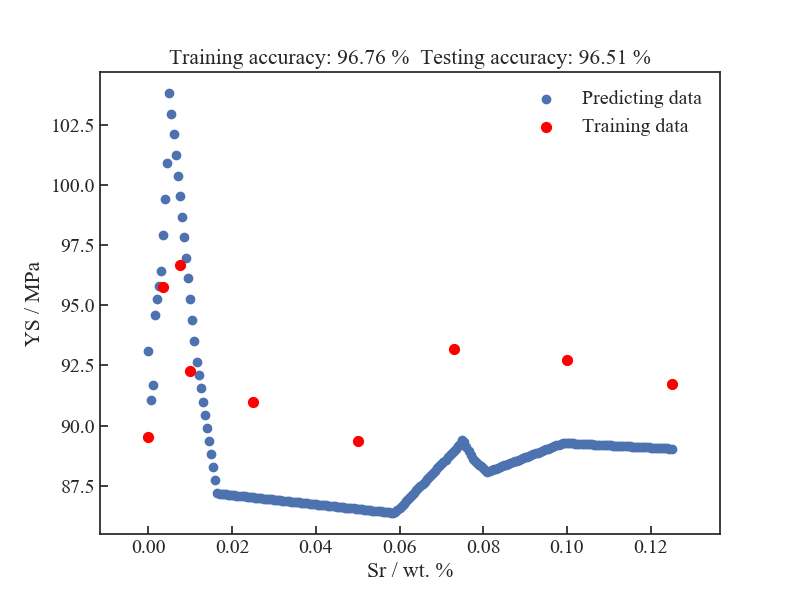 Training accuracy: 96.76 %  Testing accuracy: 96.51 %
Predicting data
Training data
102.5
100.0
97.5
95.0
92.5
90.0
87.5
YS / MPa
0.00 0.02 0.04 0.06 0.08 0.10 0.12
Sr / wt. %